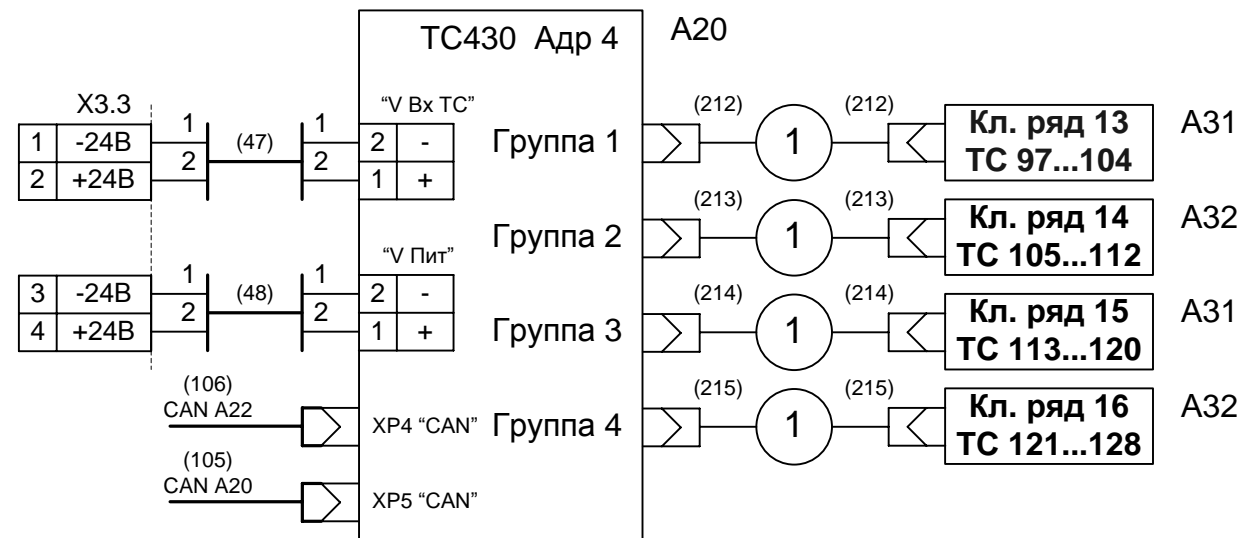 ТС430 Адр 4
А20
Х3.3
1 -24В
2 +24В
1
2
(47)
1
2
“V Вх ТС”
2 -
1 +
Группа 1
(212)
1
(212)
Кл. ряд 13
ТС 97...104
А31
Группа 2
(213)
1
(213)
Кл. ряд 14
ТС 105...112
А32
3 -24В
4 +24В
1
2
(48)
1
2
“V Пит”
2 -
1 +
Группа 3
(214)
1
(214)
Кл. ряд 15
ТС 113...120
А31
(106)
CAN A22
XP4 “CAN”
Группа 4
(215)
1
(215)
Кл. ряд 16
ТС 121...128
А32
(105)
CAN A20
XP5 “CAN”